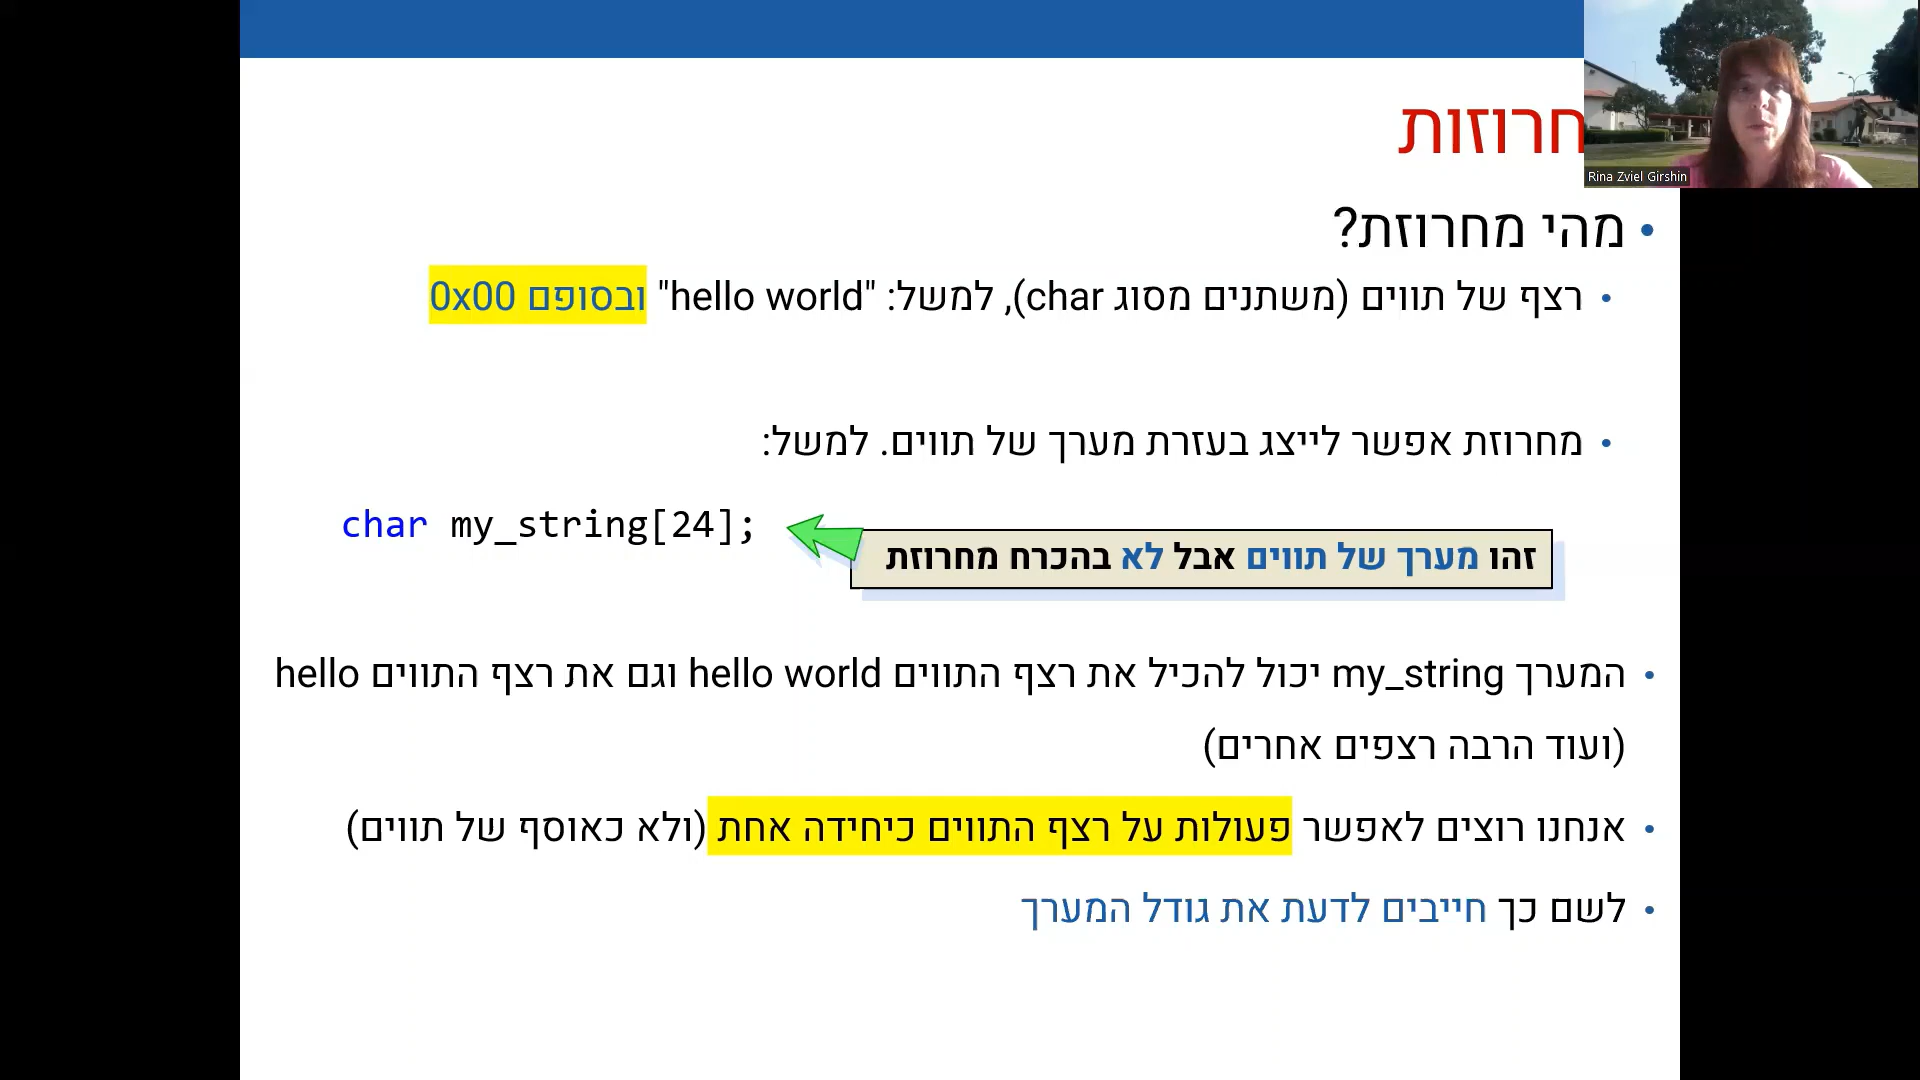 חרוזות
Rina Zviel Girshin
• מהי מחרוזת?
• רצף של תווים (משתנים מסוג char), למשל: "hello world" ובסופם 0x00
• מחרוזת אפשר לייצג בעזרת מערך של תווים. למשל:
char my_string[24];
זהו מערך של תווים אבל לא בהכרח מחרוזת
• המערך my_string יכול להכיל את רצף התווים hello world וגם את רצף התווים hello
(ועוד הרבה רצפים אחרים)
• אנחנו רוצים לאפשר פעולות על רצף התווים כיחידה אחת (ולא כאוסף של תווים)
• לשם כך חייבים לדעת את גודל המערך